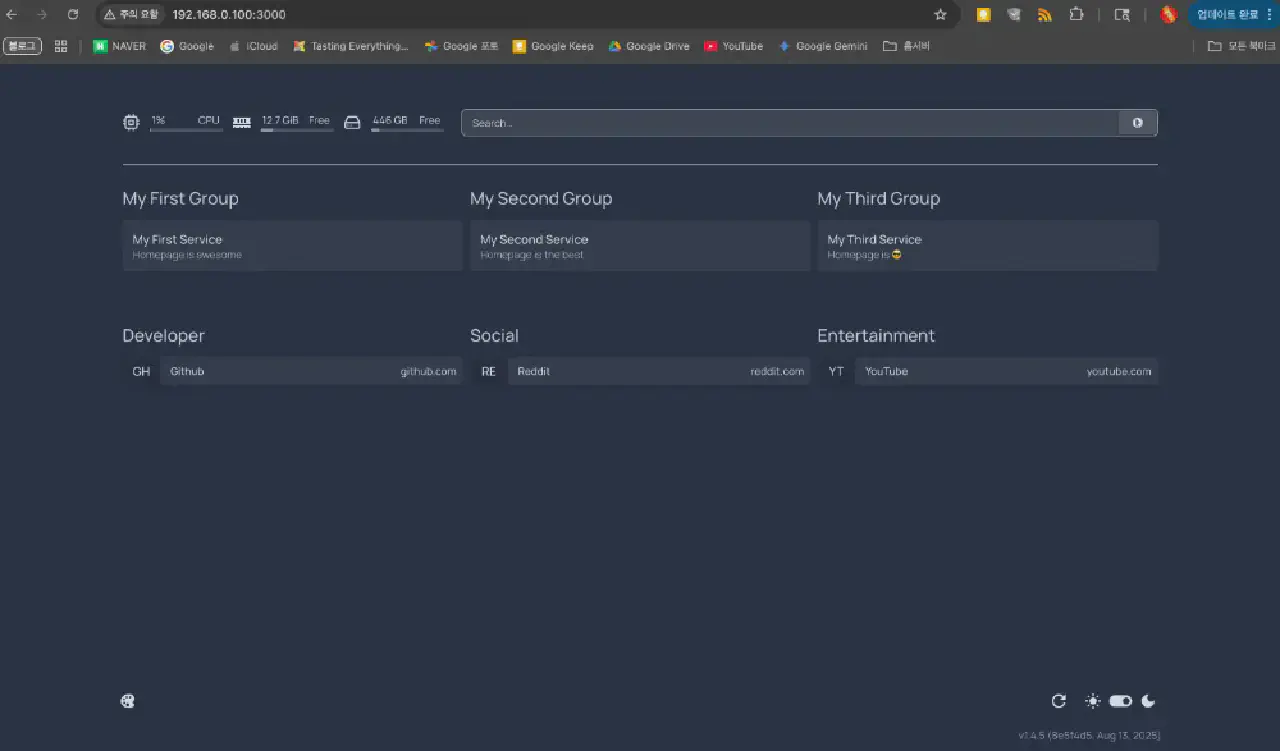 주의 요함 192.168.0.100:3000 업데이트 완료
블로그 NAVER Google iCloud Tasting Everything... Google 포토 Google Keep Google Drive YouTube Google Gemini 홈서버 모든 북마크
1% CPU 12.7 GiB Free 446 GB Free Search...
My First Group My Second Group My Third Group
My First Service My Second Service My Third Service
Homepage is awesome Homepage is the best Homepage is 😎
Developer Social Entertainment
GH Github github.com RE Reddit reddit.com YT YouTube youtube.com
v1.4.5 (8e5f4d5, Aug 13, 2025)